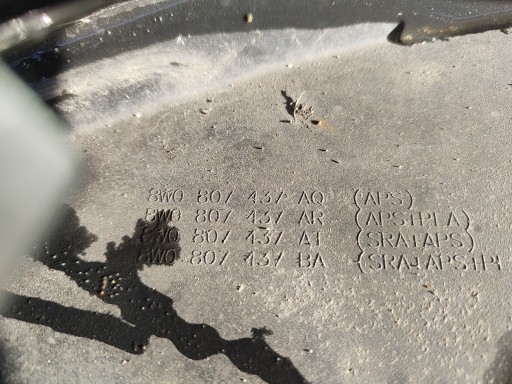 8W0 807 437 AQ (APS)
8W0 807 437 AR (APS+PLA)
8W0 807 437 AT (SRA+APS)
8W0 807 437 BA (SRA+APS+PL